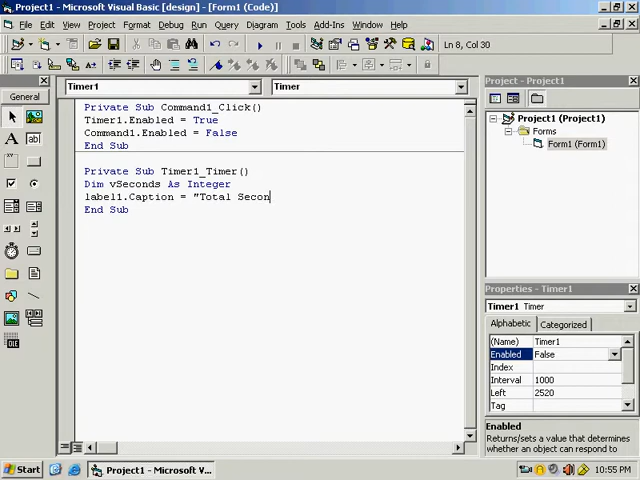 Project1 - Microsoft Visual Basic [design] - [Form1 (Code)]
File Edit View Project Format Debug Run Query Diagram Tools Add-Ins Window Help
Ln 8, Col 30
General
Timer1
Timer
Private Sub Command1_Click()
Timer1.Enabled = True
Command1.Enabled = False
End Sub
Private Sub Timer1_Timer()
Dim vSeconds As Integer
label1.Caption = "Total Secon
End Sub
Project - Project1
Project1 (Project1)
Forms
Form1 (Form1)
Properties - Timer1
Timer1 Timer
Alphabetic Categorized
(Name) Timer1
Enabled False
Index
Interval 1000
Left 2520
Tag
Enabled
Returns/sets a value that determines
whether an object can respond to
Start
Project1 - Microsoft V...
10:55 PM